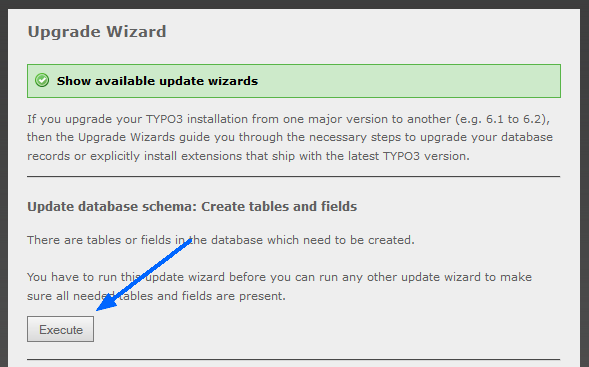 Upgrade Wizard
Show available update wizards
If you upgrade your TYPO3 installation from one major version to another (e.g. 6.1 to 6.2),
then the Upgrade Wizards guide you through the necessary steps to upgrade your database
records or explicitly install extensions that ship with the latest TYPO3 version.
Update database schema: Create tables and fields
There are tables or fields in the database which need to be created.
You have to run this update wizard before you can run any other update wizard to make
sure all needed tables and fields are present.
Execute